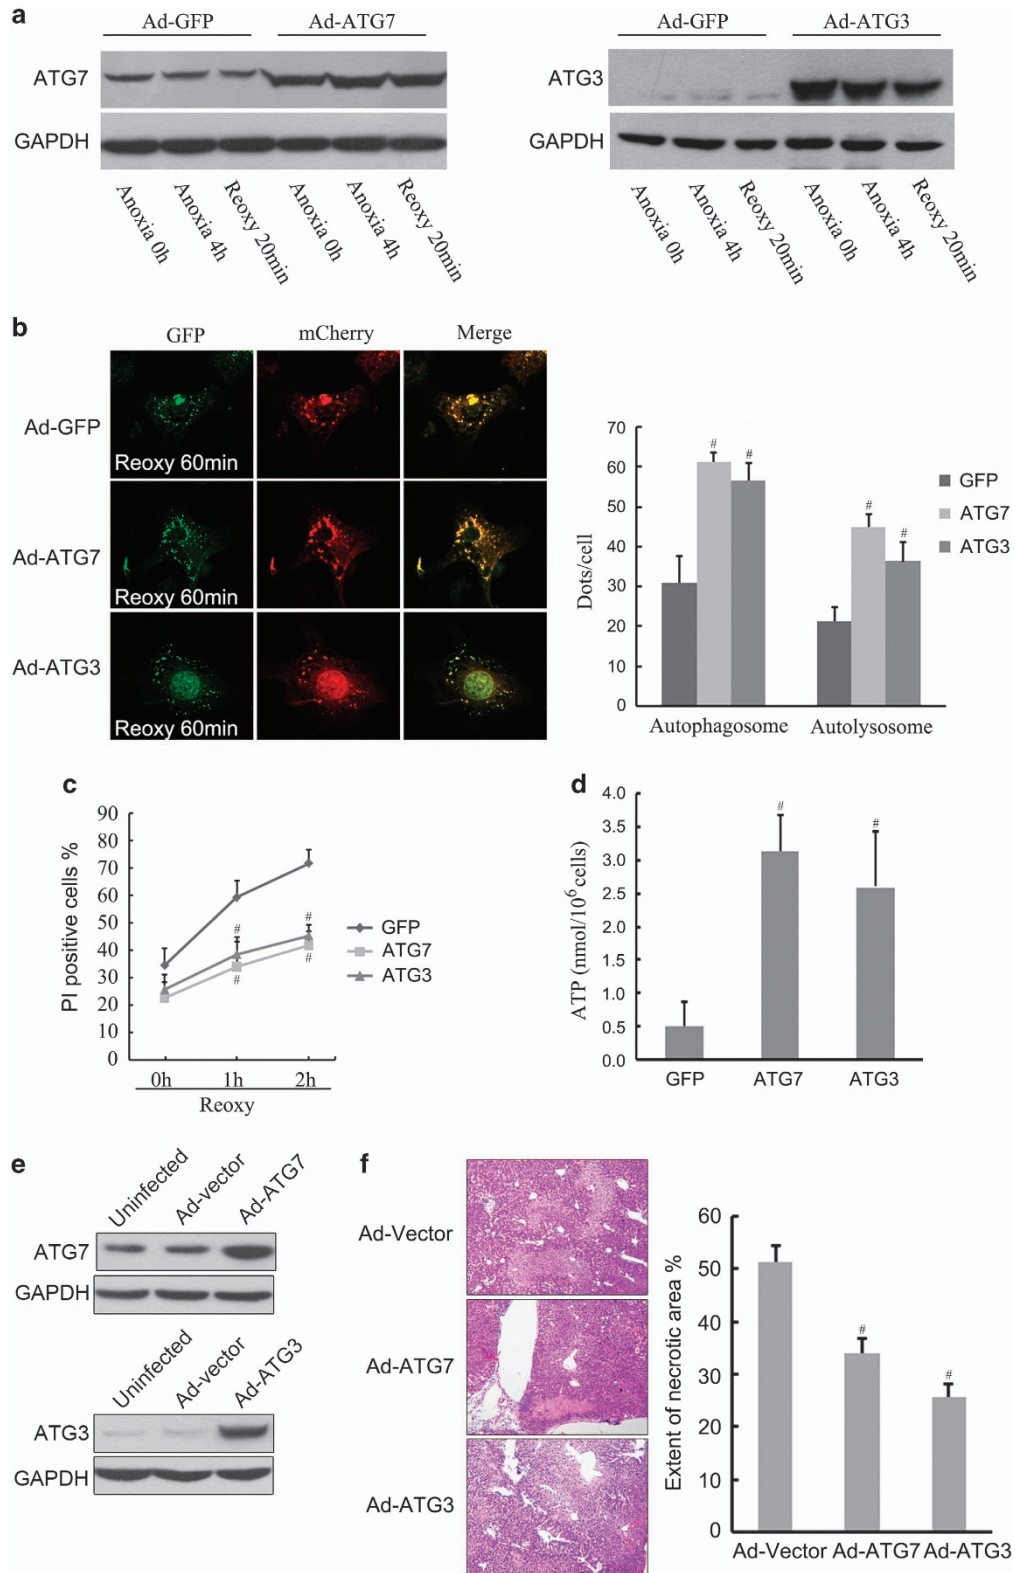 a
Ad-GFP Ad-ATG7
ATG7
GAPDH
Anoxia 0h
Anoxia 4h
Reoxy 20min
Anoxia 0h
Anoxia 4h
Reoxy 20min
Ad-GFP Ad-ATG3
ATG3
GAPDH
Anoxia 0h
Anoxia 4h
Reoxy 20min
Anoxia 0h
Anoxia 4h
Reoxy 20min
b
GFP mCherry Merge
Ad-GFP
Reoxy 60min
Ad-ATG7
Reoxy 60min
Ad-ATG3
Reoxy 60min
Dots/cell
70
60
50
40
30
20
10
0
# # # #
Autophagosome Autolysosome
GFP
ATG7
ATG3
c
PI positive cells %
90
80
70
60
50
40
30
20
10
0
# #
# #
0h 1h 2h
Reoxy
GFP
ATG7
ATG3
d
ATP (nmol/10⁶ cells)
4.0
3.5
3.0
2.5
2.0
1.5
1.0
0.5
0.0
# #
GFP ATG7 ATG3
e
Uninfected
Ad-vector
Ad-ATG7
ATG7
GAPDH
Uninfected
Ad-vector
Ad-ATG3
ATG3
GAPDH
f
Ad-Vector
Ad-ATG7
Ad-ATG3
Extent of necrotic area %
60
50
40
30
20
10
0
# #
Ad-Vector Ad-ATG7 Ad-ATG3